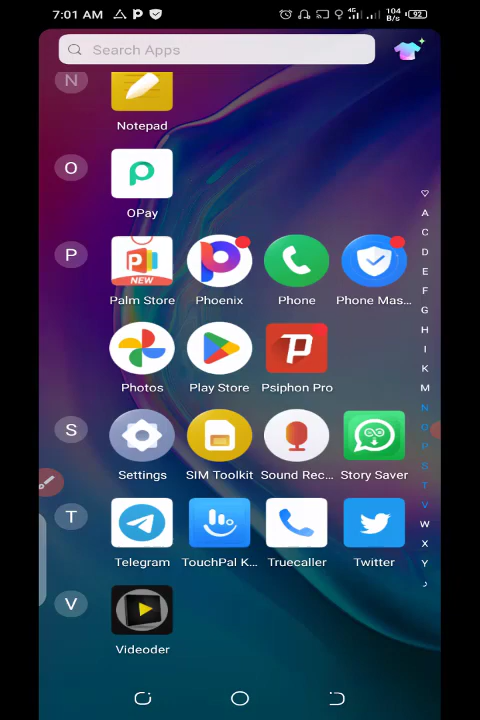 7:01 AM 4G 104 B/s 92
Search Apps
N
Notepad
O
OPay
P
Palm Store Phoenix Phone Phone Mas...
NEW
Photos Play Store Psiphon Pro
S
Settings SIM Toolkit Sound Rec... Story Saver
T
Telegram TouchPal K... Truecaller Twitter
V
Videoder
A
C
D
E
F
G
H
I
K
M
N
O
P
S
T
V
W
X
Y